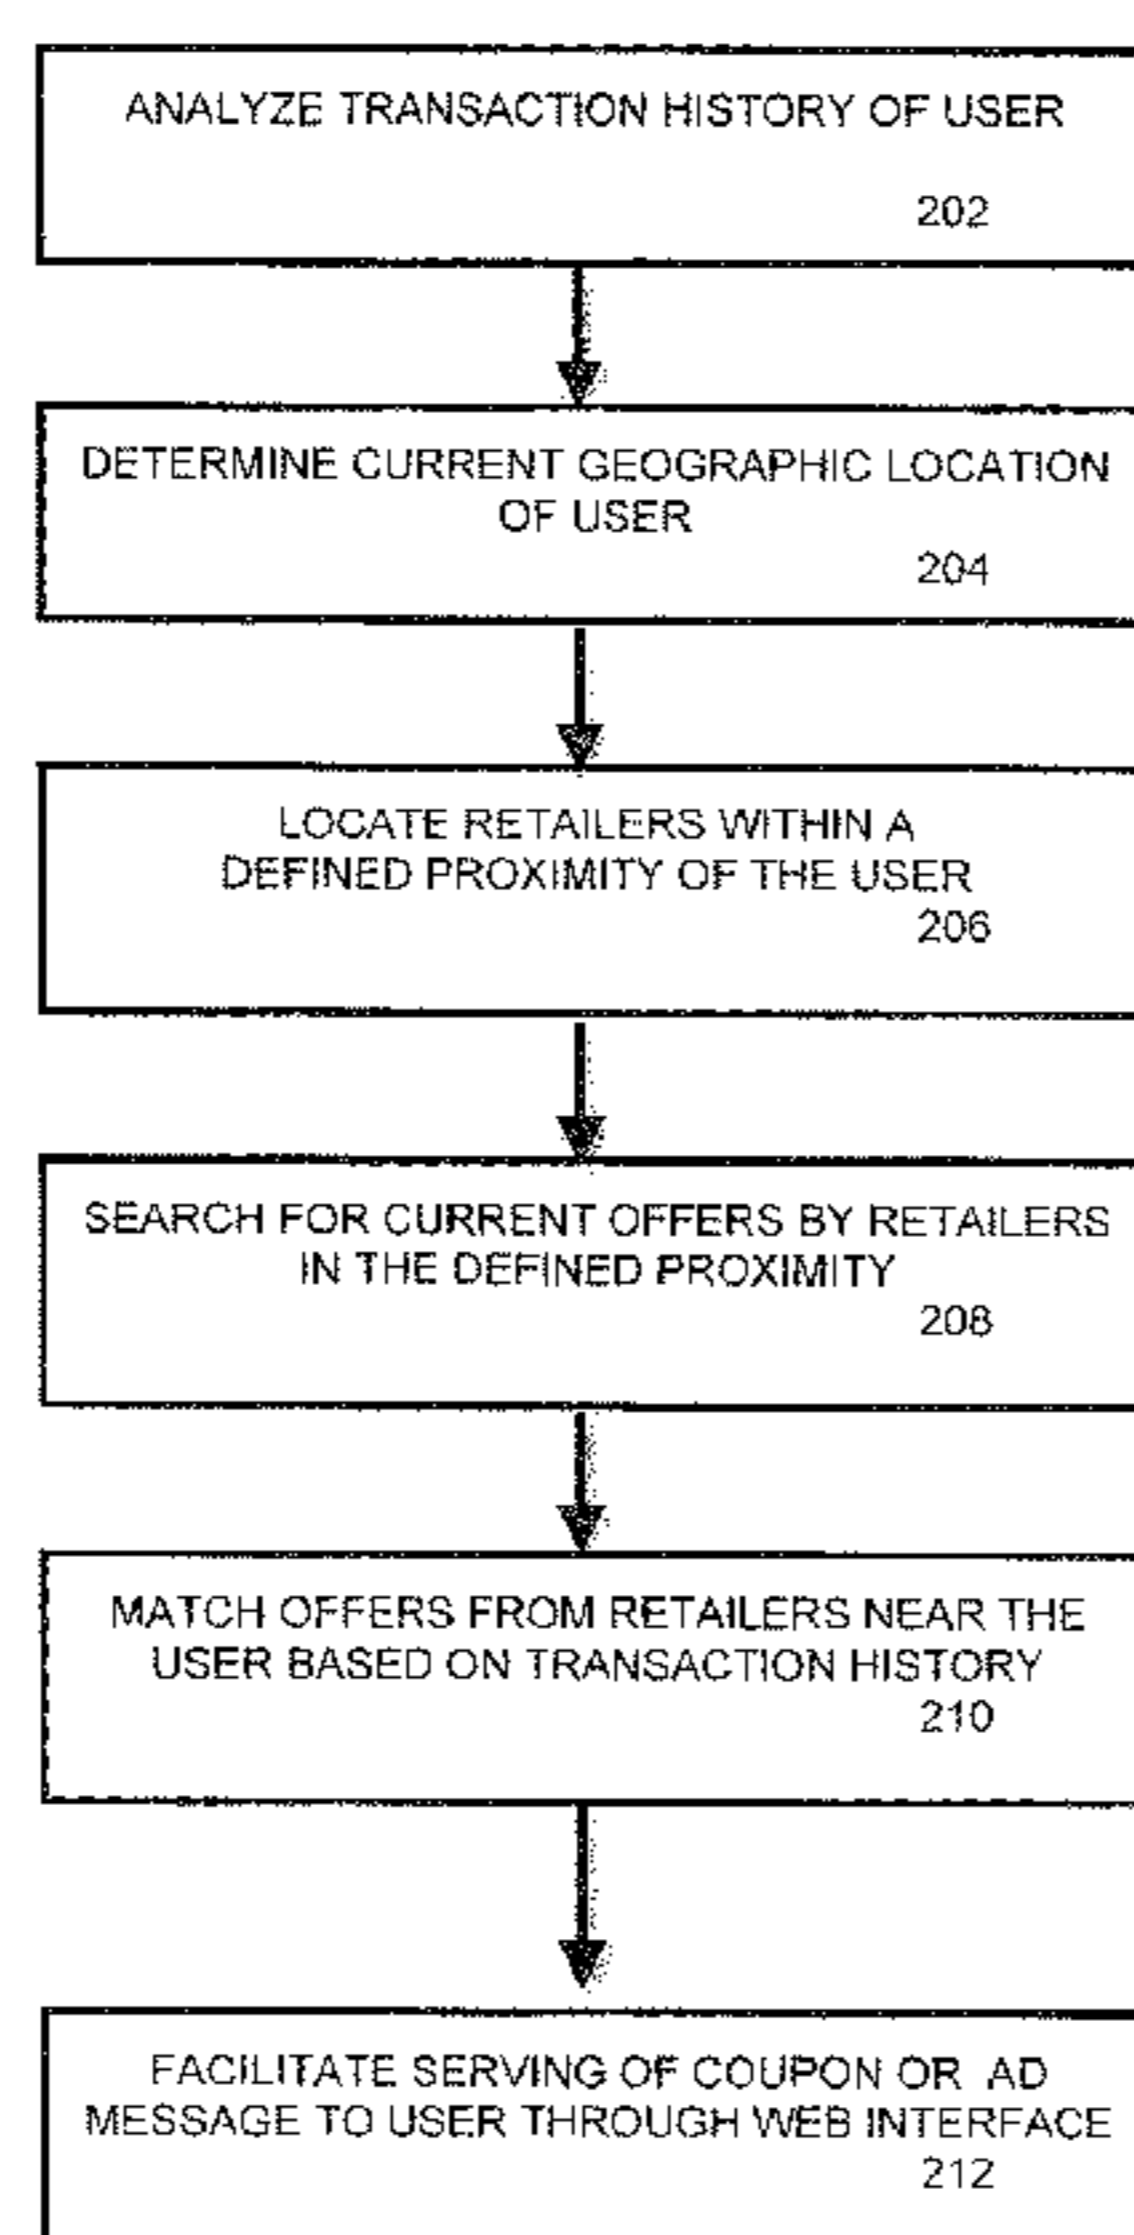 ANALYZE TRANSACTION HISTORY OF USER
202
DETERMINE CURRENT GEOGRAPHIC LOCATION
OF USER
204
LOCATE RETAILERS WITHIN A
DEFINED PROXIMITY OF THE USER
206
SEARCH FOR CURRENT OFFERS BY RETAILERS
IN THE DEFINED PROXIMITY
208
MATCH OFFERS FROM RETAILERS NEAR THE
USER BASED ON TRANSACTION HISTORY
210
FACILITATE SERVING OF COUPON OR AD
MESSAGE TO USER THROUGH WEB INTERFACE
212